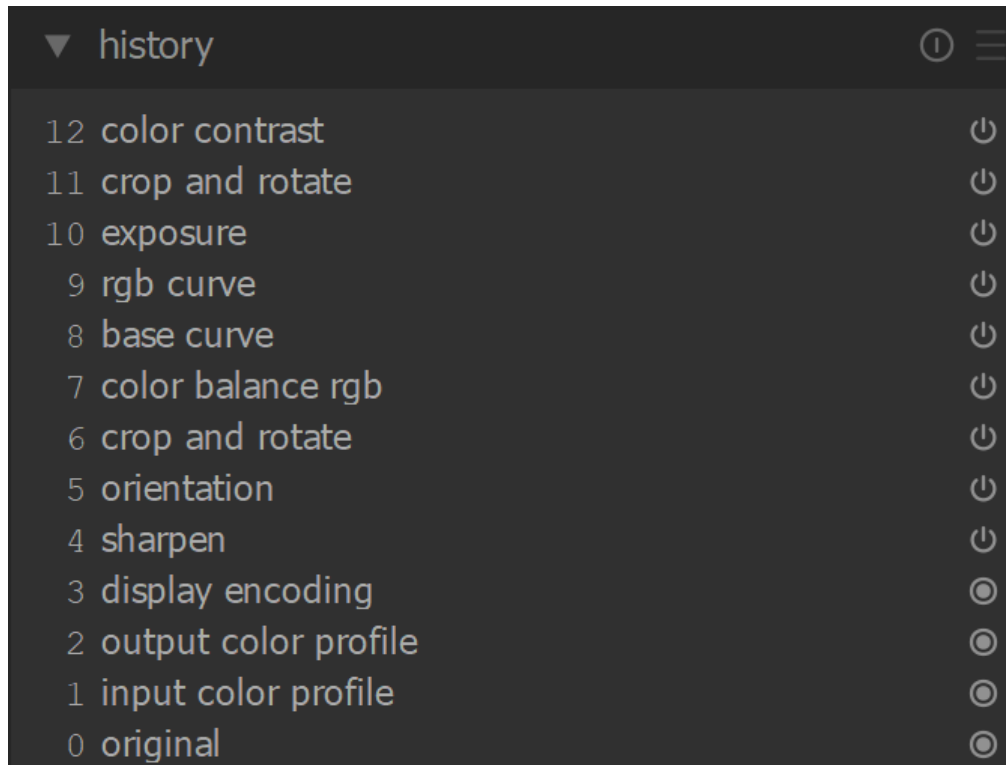 history
12 color contrast
11 crop and rotate
10 exposure
9 rgb curve
8 base curve
7 color balance rgb
6 crop and rotate
5 orientation
4 sharpen
3 display encoding
2 output color profile
1 input color profile
0 original